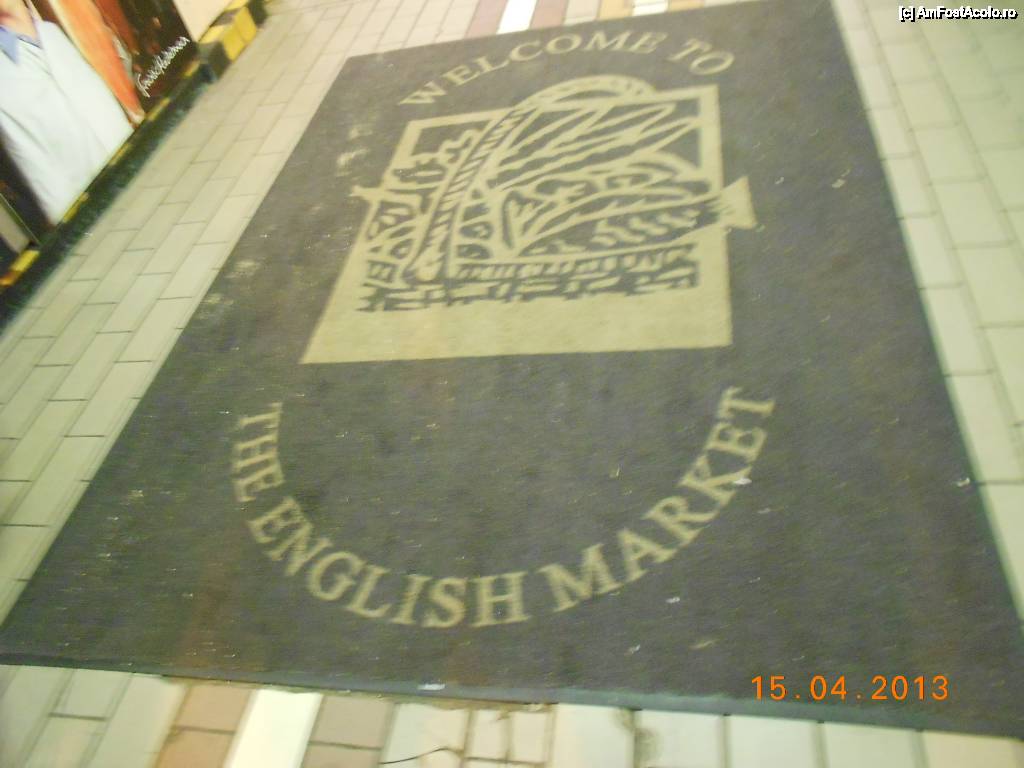 [c] AmFostAcolo.ro
WELCOME TO
THE ENGLISH MARKET
15.04.2013